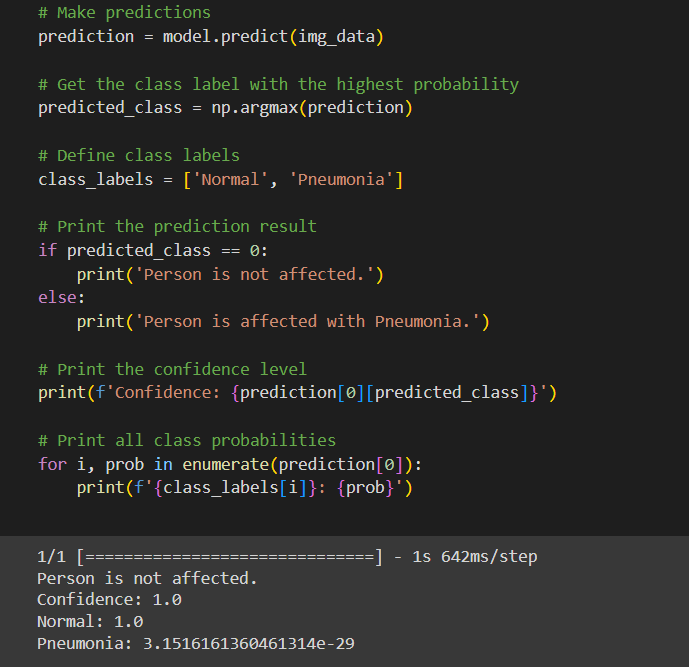 # Make predictions
prediction = model.predict(img_data)
# Get the class label with the highest probability
predicted_class = np.argmax(prediction)
# Define class labels
class_labels = ['Normal', 'Pneumonia']
# Print the prediction result
if predicted_class == 0:
    print('Person is not affected.')
else:
    print('Person is affected with Pneumonia.')
# Print the confidence level
print(f'Confidence: {prediction[0][predicted_class]}')
# Print all class probabilities
for i, prob in enumerate(prediction[0]):
    print(f'{class_labels[i]}: {prob}')
1/1 [==============================] - 1s 642ms/step
Person is not affected.
Confidence: 1.0
Normal: 1.0
Pneumonia: 3.1516161360461314e-29